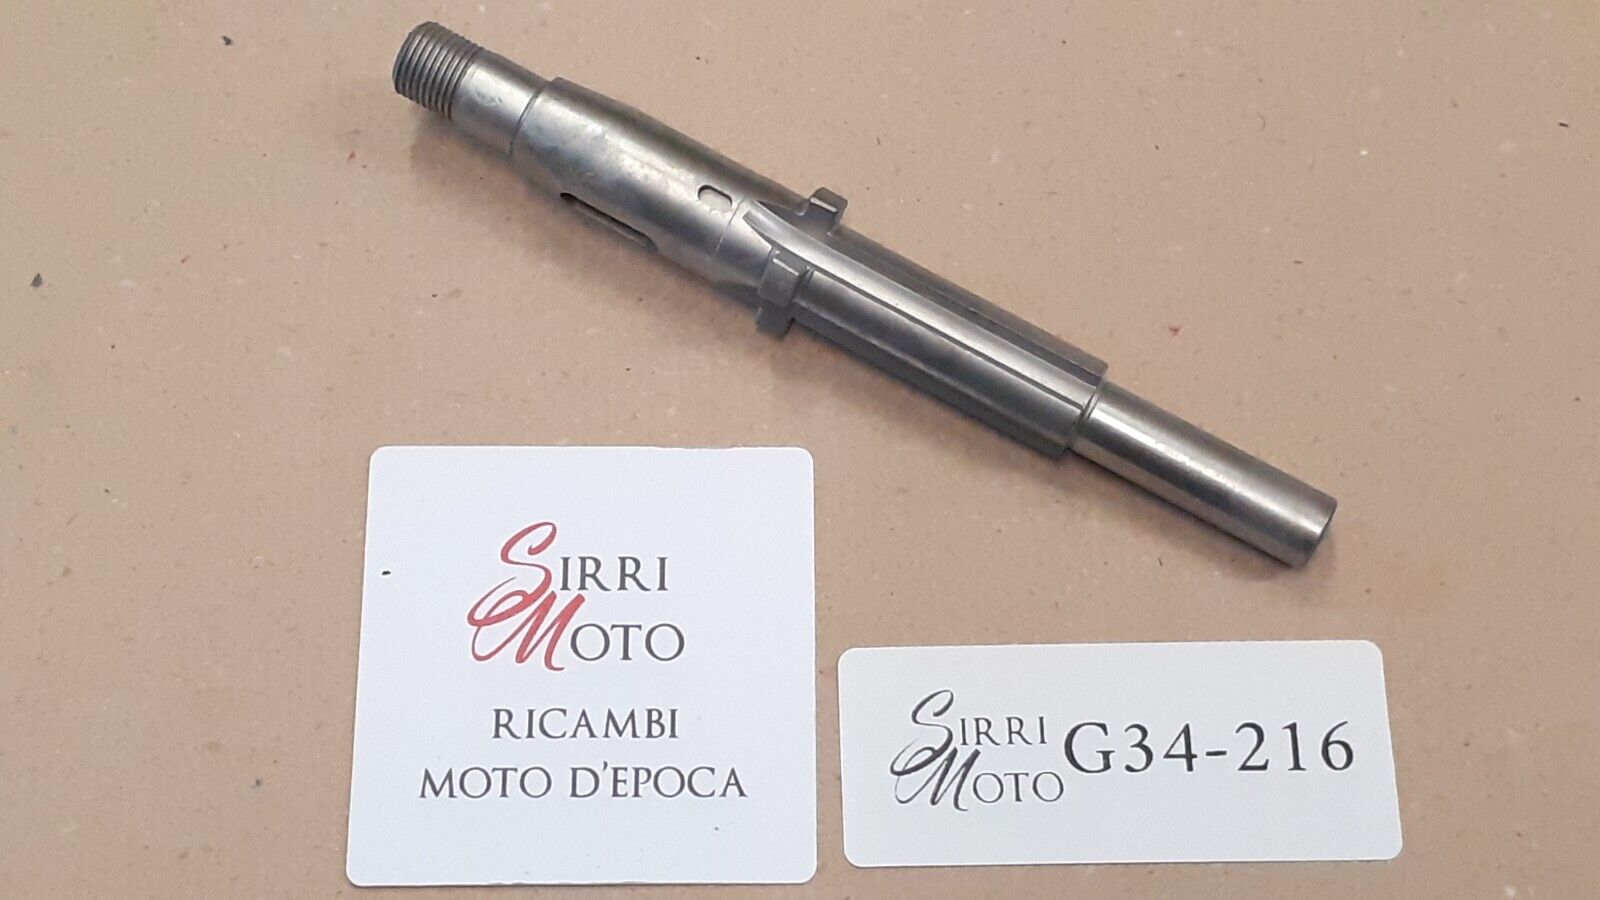 SIRRI
MOTO
RICAMBI
MOTO D'EPOCA
SIRRI
MOTO
G34-216